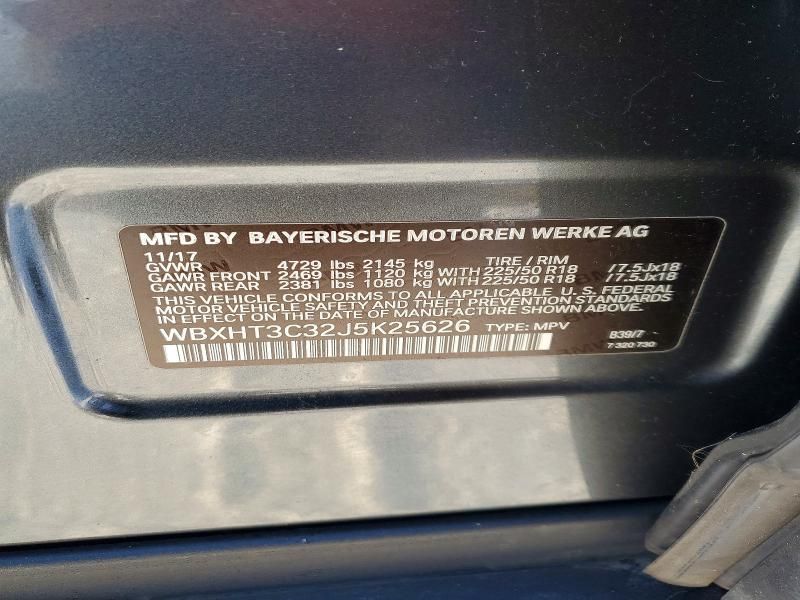 MFD BY BAYERISCHE MOTOREN WERKE AG
11/17 TIRE / RIM
GVWR 4729 lbs 2145 kg
GAWR FRONT 2469 lbs 1120 kg WITH 225/50 R18 /7.5Jx18
GAWR REAR 2381 lbs 1080 kg WITH 225/50 R18 /7.5Jx18
THIS VEHICLE CONFORMS TO ALL APPLICABLE U.S. FEDERAL
MOTOR VEHICLE SAFETY AND THEFT PREVENTION STANDARDS
IN EFFECT ON THE DATE OF MANUFACTURE SHOWN ABOVE.
WBXHT3C32J5K25626 TYPE: MPV B39/7
7 320 730